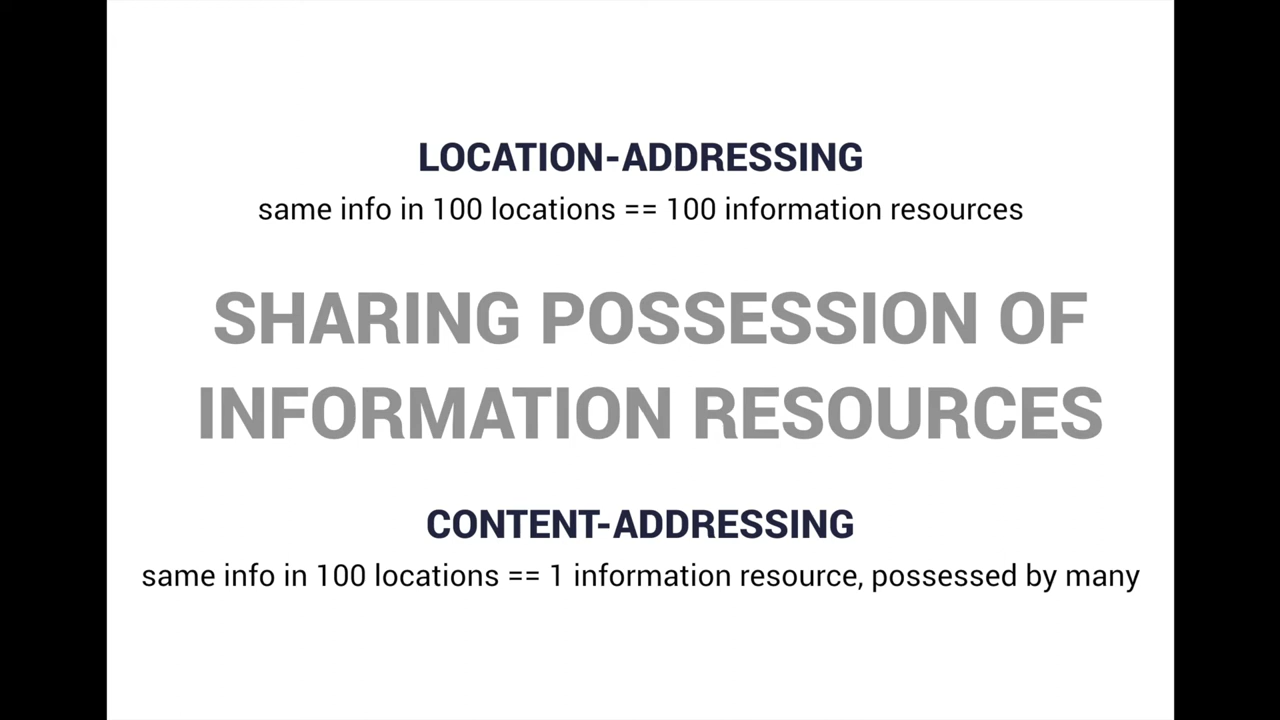 LOCATION-ADDRESSING
same info in 100 locations == 100 information resources
SHARING POSSESSION OF
INFORMATION RESOURCES
CONTENT-ADDRESSING
same info in 100 locations == 1 information resource, possessed by many